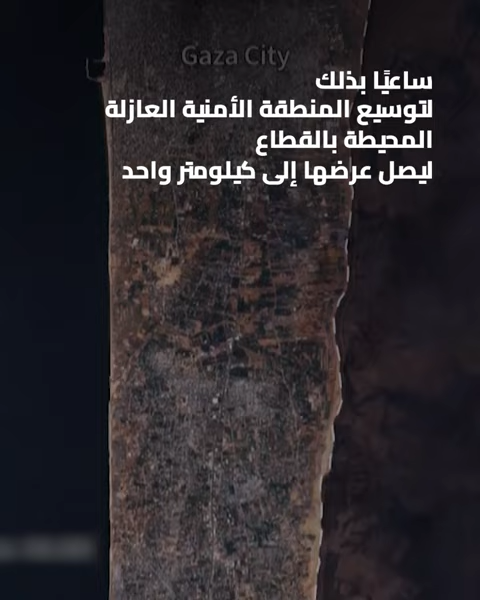 Gaza City
ساعيًا بذلك
لتوسيع المنطقة الأمنية العازلة
المحيطة بالقطاع
ليصل عرضها إلى كيلومتر واحد